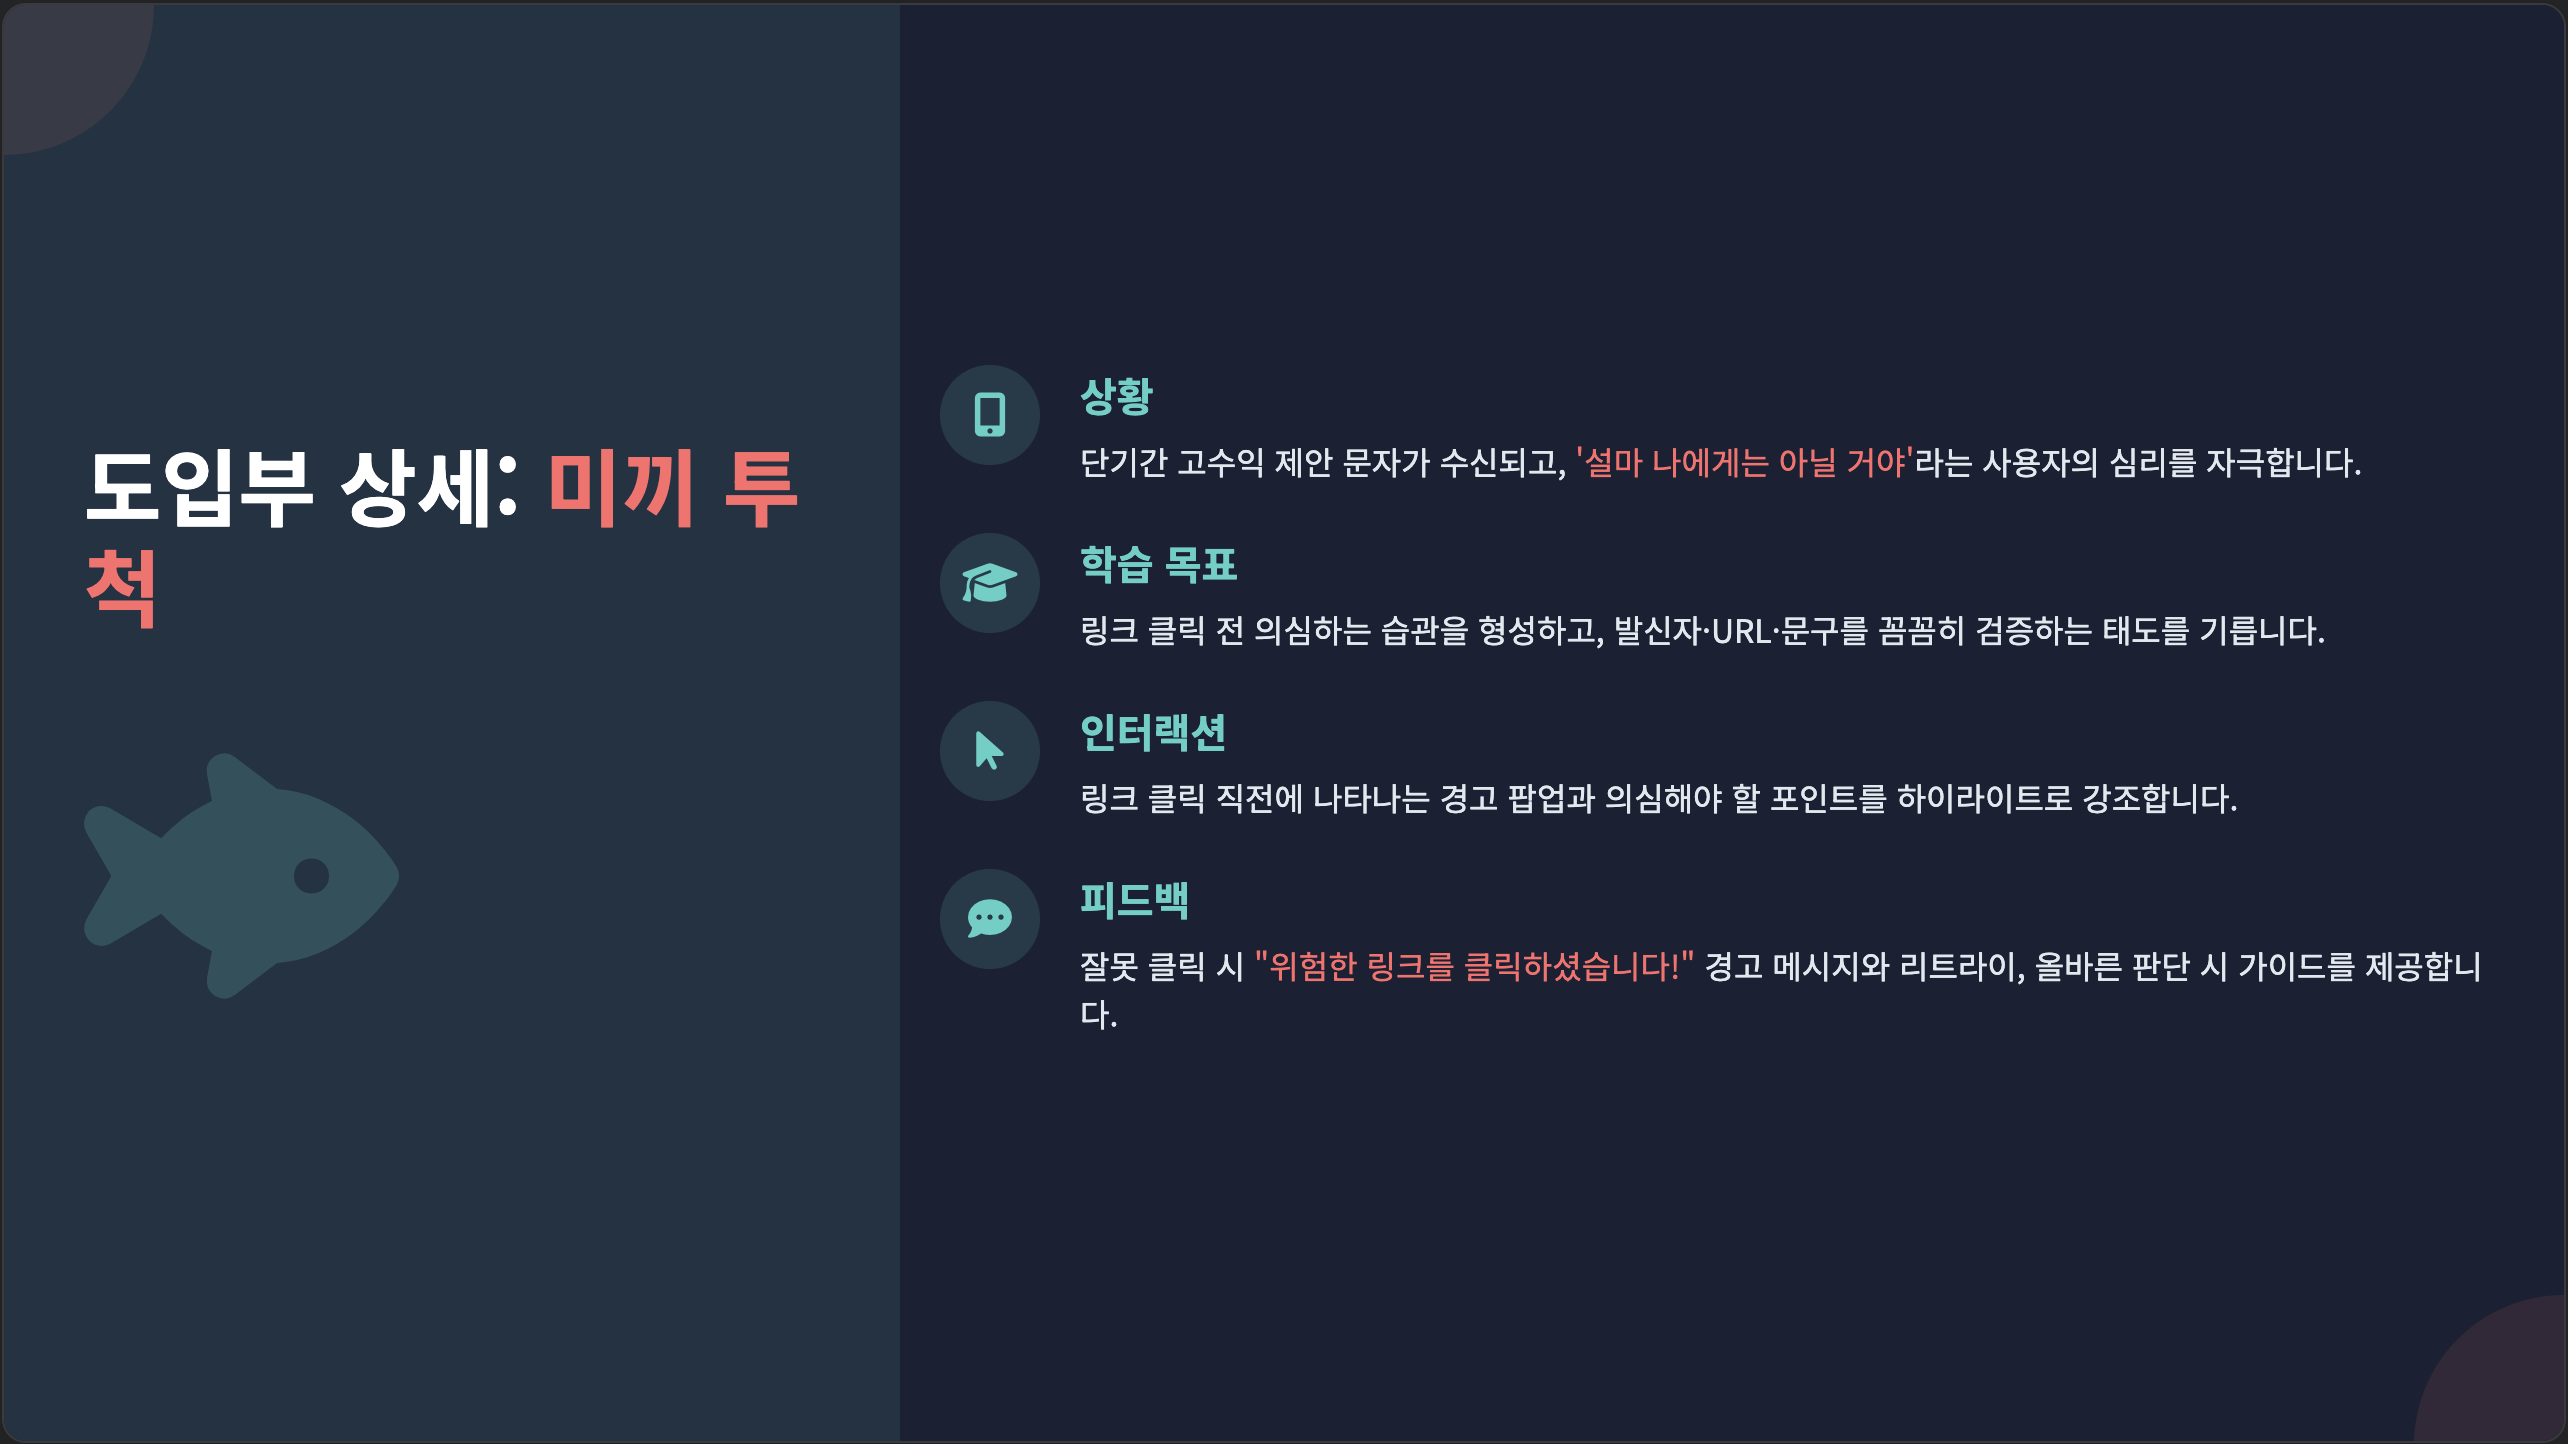 도입부 상세: 미끼 투
척
상황
단기간 고수익 제안 문자가 수신되고, '설마 나에게는 아닐 거야'라는 사용자의 심리를 자극합니다.
학습 목표
링크 클릭 전 의심하는 습관을 형성하고, 발신자·URL·문구를 꼼꼼히 검증하는 태도를 기릅니다.
인터랙션
링크 클릭 직전에 나타나는 경고 팝업과 의심해야 할 포인트를 하이라이트로 강조합니다.
피드백
잘못 클릭 시 "위험한 링크를 클릭하셨습니다!" 경고 메시지와 리트라이, 올바른 판단 시 가이드를 제공합니
다.